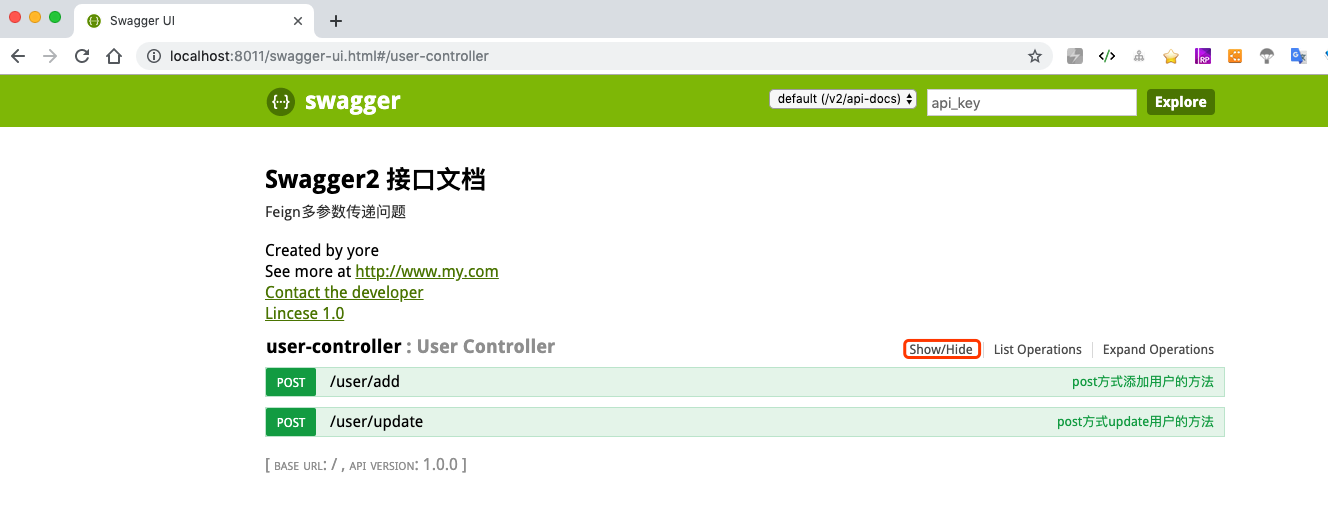 Swagger UI
localhost:8011/swagger-ui.html#/user-controller
RP
{··} swagger default (/v2/api-docs) api_key Explore
Swagger2 接口文档
Feign多参数传递问题
Created by yore
See more at http://www.my.com
Contact the developer
Lincese 1.0
user-controller : User Controller Show/Hide List Operations Expand Operations
POST /user/add post方式添加用户的方法
POST /user/update post方式update用户的方法
[ BASE URL: / , API VERSION: 1.0.0 ]